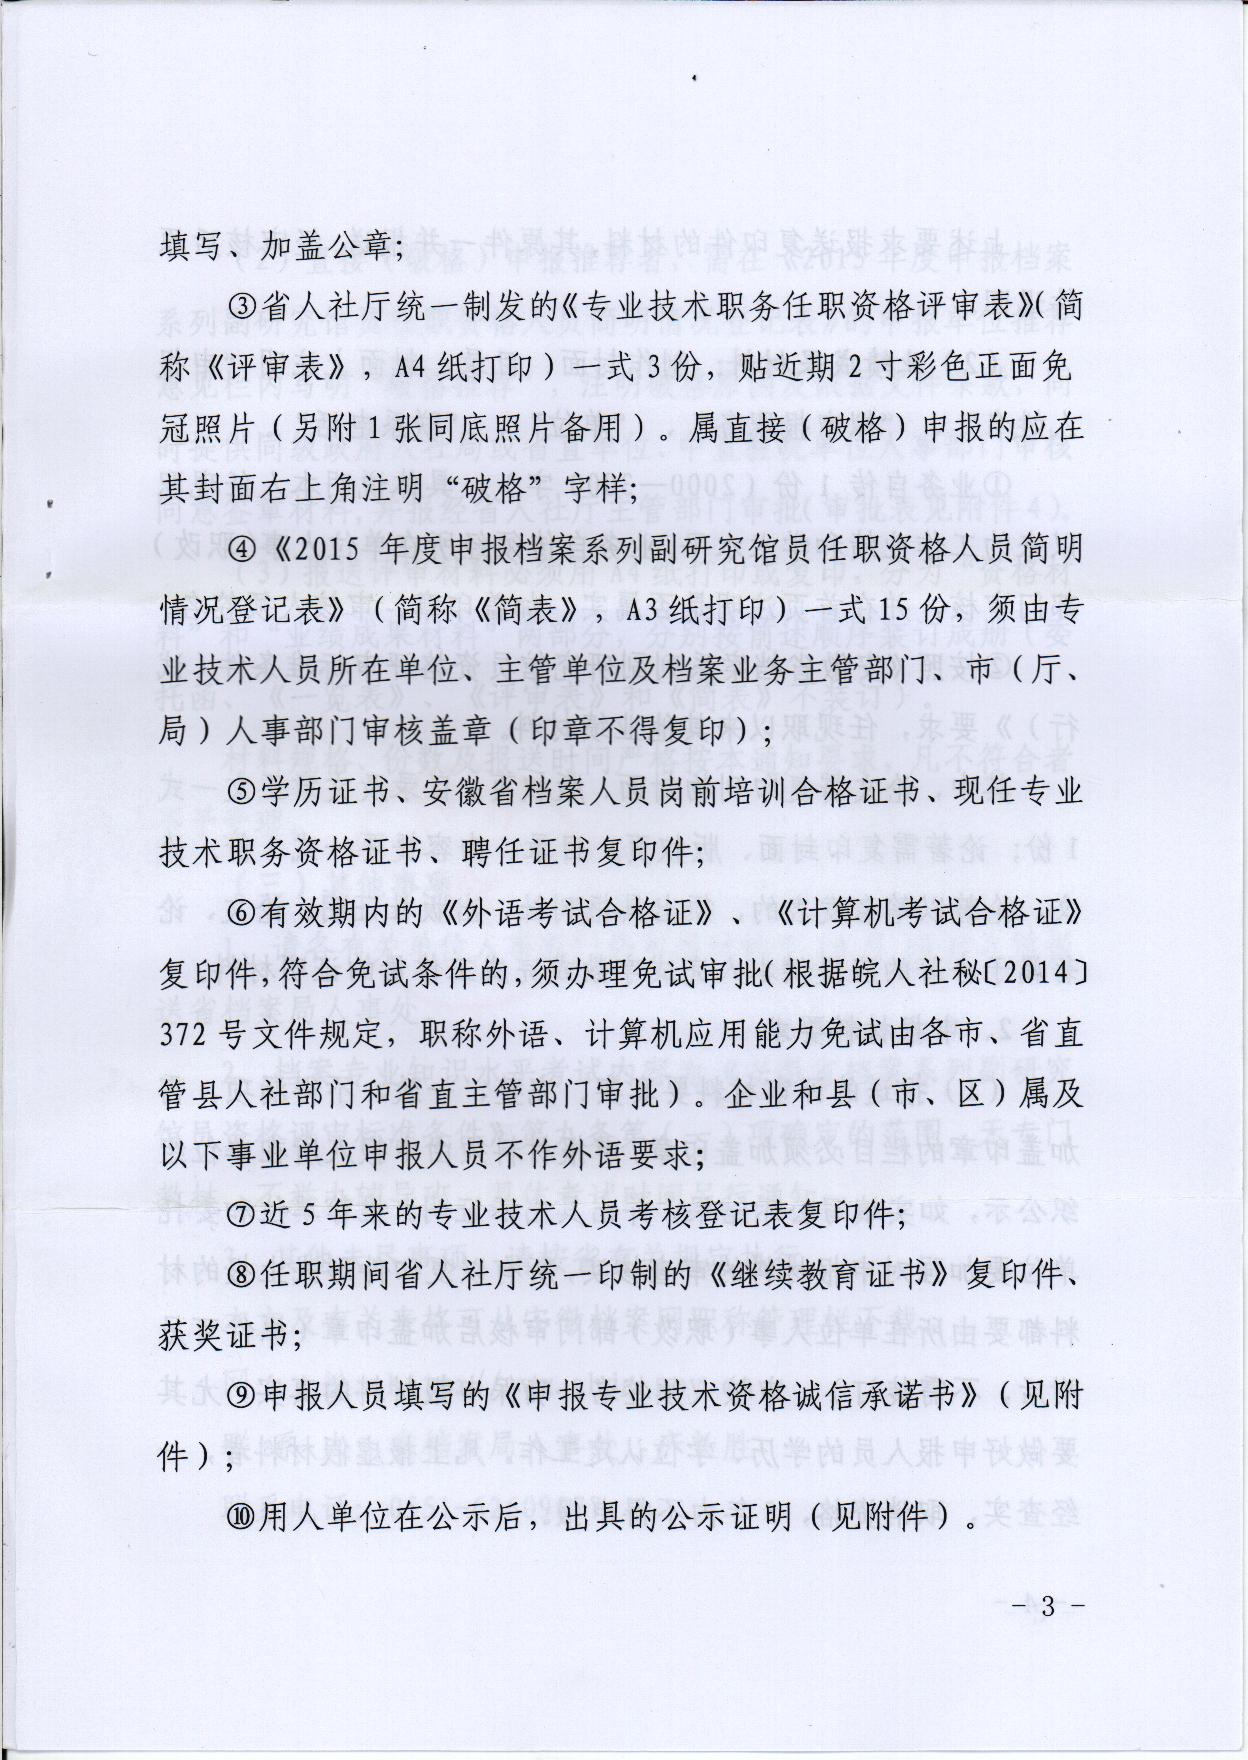 填写、加盖公章；
③省人社厅统一制发的《专业技术职务任职资格评审表》（简
称《评审表》，A4纸打印）一式3份，贴近期2寸彩色正面免
冠照片（另附1张同底照片备用）。属直接（破格）申报的应在
其封面右上角注明“破格”字样；
④《2015 年度申报档案系列副研究馆员任职资格人员简明
情况登记表》（简称《简表》，A3纸打印）一式15份，须由专
业技术人员所在单位、主管单位及档案业务主管部门、市（厅、
局）人事部门审核盖章（印章不得复印）；
⑤学历证书、安徽省档案人员岗前培训合格证书、现任专业
技术职务资格证书、聘任证书复印件；
⑥有效期内的《外语考试合格证》、《计算机考试合格证》
复印件，符合免试条件的，须办理免试审批（根据皖人社秘〔2014〕
372号文件规定，职称外语、计算机应用能力免试由各市、省直
管县人社部门和省直主管部门审批）。企业和县（市、区）属及
以下事业单位申报人员不作外语要求；
⑦近5年来的专业技术人员考核登记表复印件；
⑧任职期间省人社厅统一印制的《继续教育证书》复印件、
获奖证书；
⑨申报人员填写的《申报专业技术资格诚信承诺书》（见附
件）；
⑩用人单位在公示后，出具的公示证明（见附件）。
- 3 -